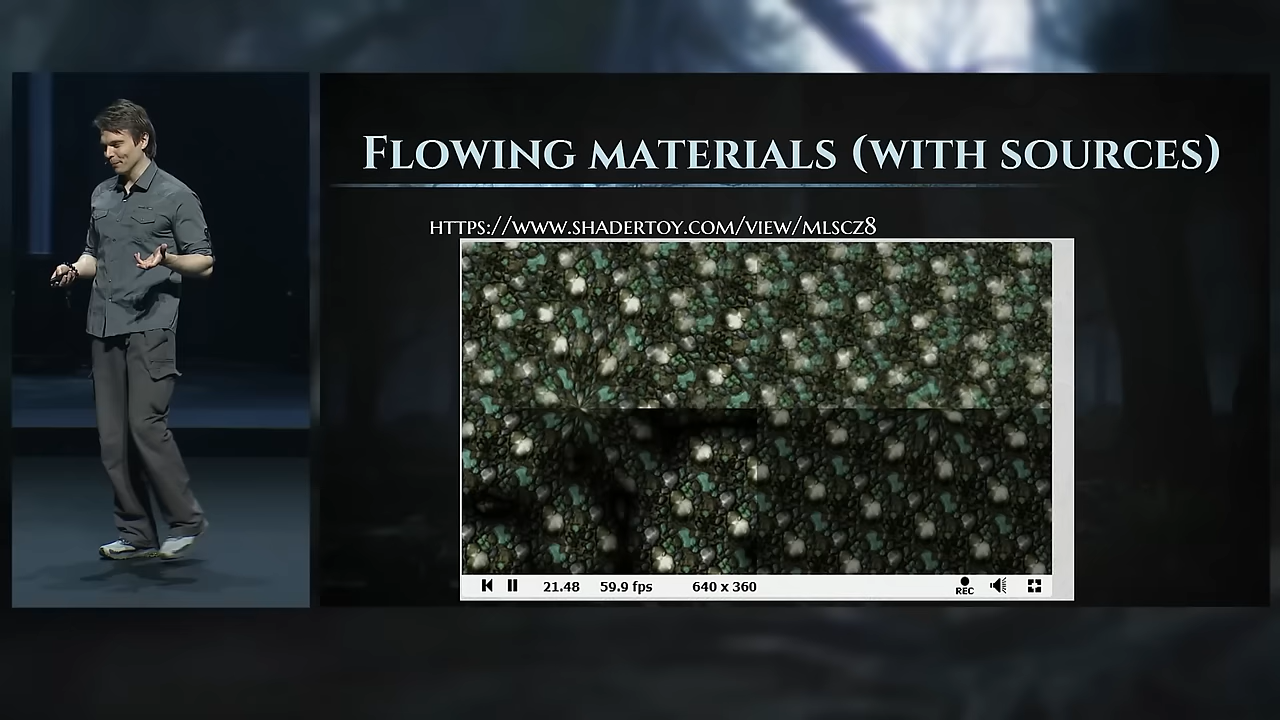 Flowing materials (with sources)
https://www.shadertoy.com/view/mlscz8
21.48 59.9 fps 640 x 360 REC